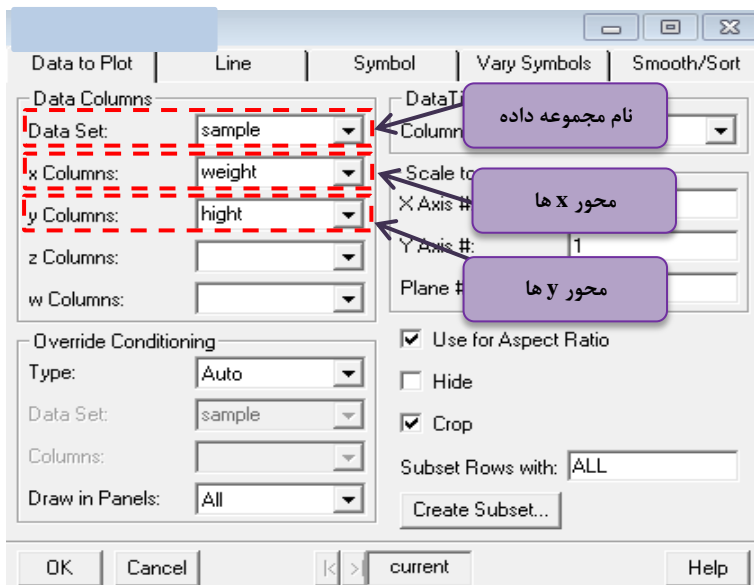 Data to Plot Line Symbol Vary Symbols Smooth/Sort
Data Columns
Data Set: sample
x Columns: weight
y Columns: hight
z Columns:
w Columns:
Override Conditioning
Type: Auto
Data Set: sample
Columns:
Draw in Panels: All
نام مجموعه داده
محور x ها
محور y ها
Scale to
X Axis #
Y Axis #: 1
Plane #
Use for Aspect Ratio
Hide
Crop
Subset Rows with: ALL
Create Subset...
OK Cancel |< >| current Help